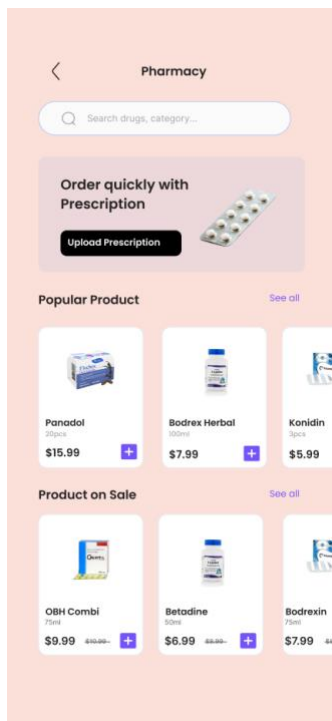 Pharmacy
Search drugs, category...
Order quickly with
Prescription
Upload Prescription
Popular Product
See all
Panadol
20pcs
$15.99
+
Bodrex Herbal
100ml
$7.99
+
Konidin
3pcs
$5.99
Product on Sale
See all
OBH Combi
75ml
$9.99 $10.99
+
Betadine
50ml
$6.99
+
Bodrexin
75ml
$7.99